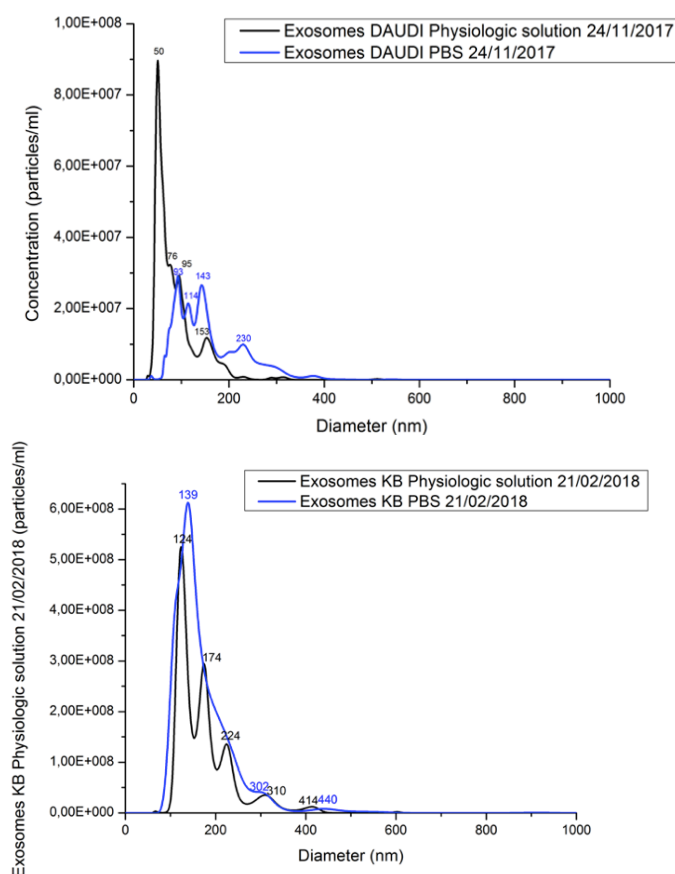 Exosomes DAUDI Physiologic solution 24/11/2017
Exosomes DAUDI PBS 24/11/2017
Concentration (particles/ml)
1,00E+008
8,00E+007
6,00E+007
4,00E+007
2,00E+007
0,00E+000
50
76
93
95
114
143
153
230
0 200 400 600 800 1000
Diameter (nm)
Exosomes KB Physiologic solution 21/02/2018
Exosomes KB PBS 21/02/2018
Exosomes KB Physiologic solution 21/02/2018 (particles/ml)
6,00E+008
5,00E+008
4,00E+008
3,00E+008
2,00E+008
1,00E+008
0,00E+000
139
124
174
224
302
310
414
440
0 200 400 600 800 1000
Diameter (nm)